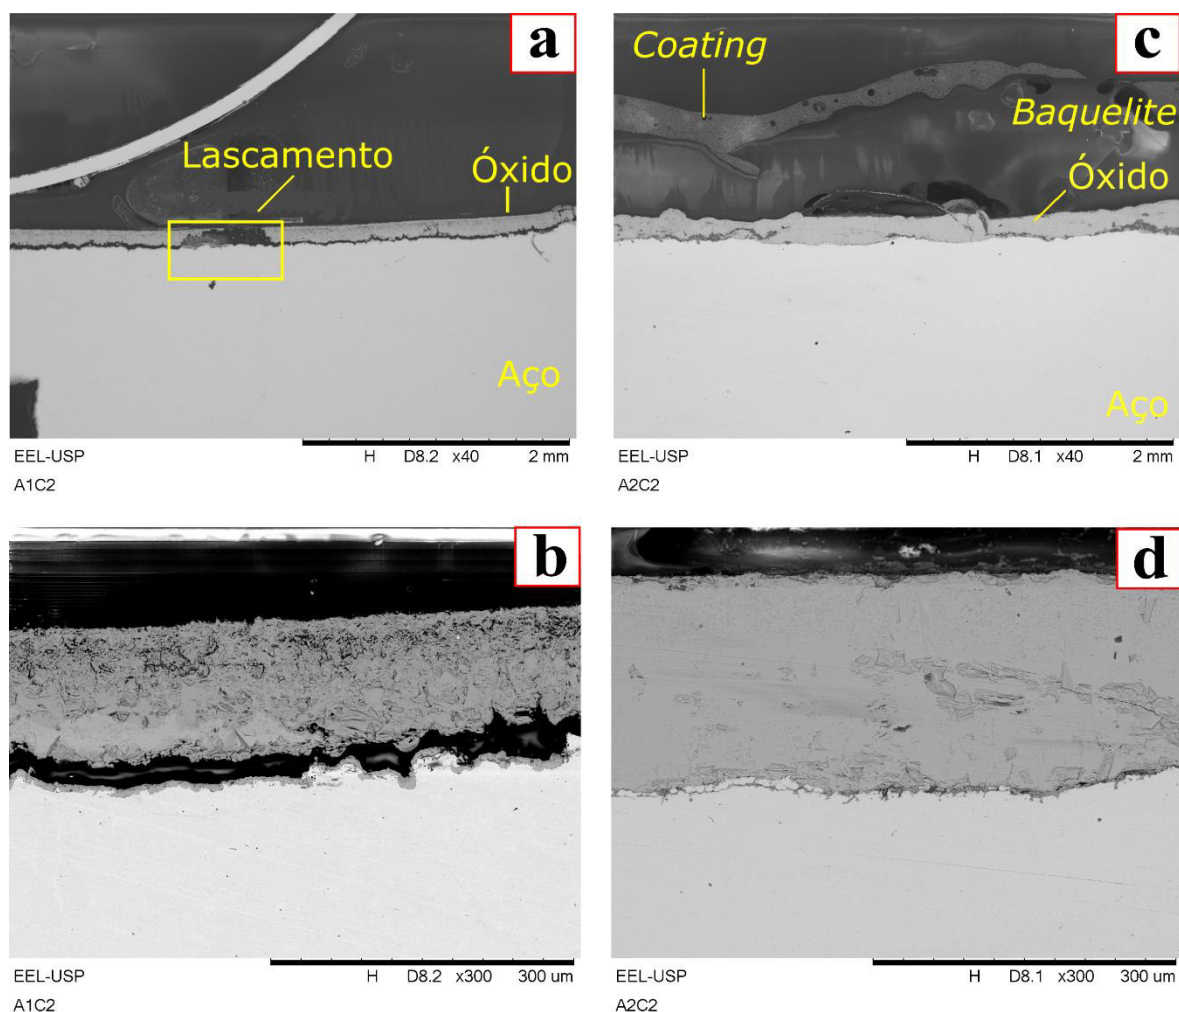 a
Lascamento
Óxido
Aço
EEL-USP
H D8.2 x40 2 mm
A1C2
c
Coating
Baquelite
Óxido
Aço
EEL-USP
H D8.1 x40 2 mm
A2C2
b
EEL-USP
H D8.2 x300 300 um
A1C2
d
EEL-USP
H D8.1 x300 300 um
A2C2